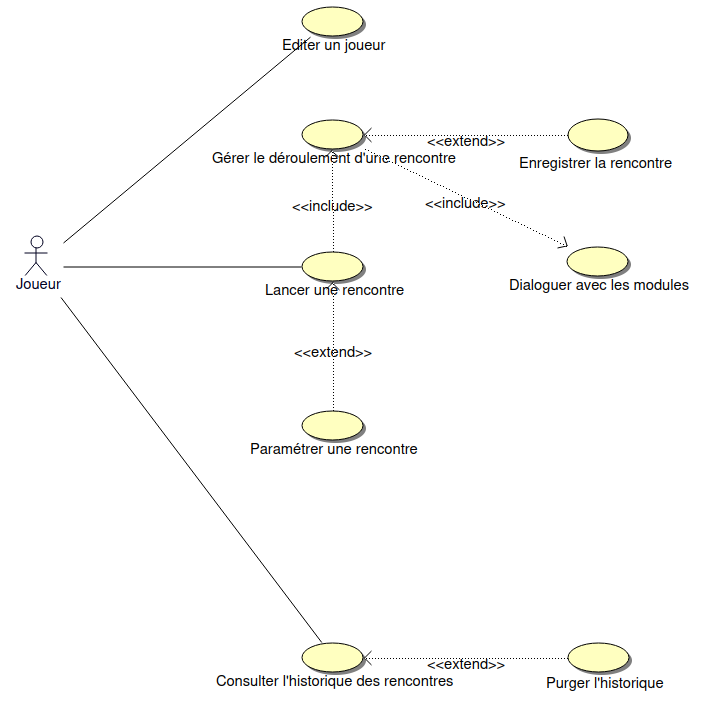 Editer un joueur
<<extend>>
Gérer le déroulement d'une rencontre
Enregistrer la rencontre
<<include>>
<<include>>
Joueur
Lancer une rencontre
Dialoguer avec les modules
<<extend>>
Paramétrer une rencontre
<<extend>>
Consulter l'historique des rencontres
Purger l'historique